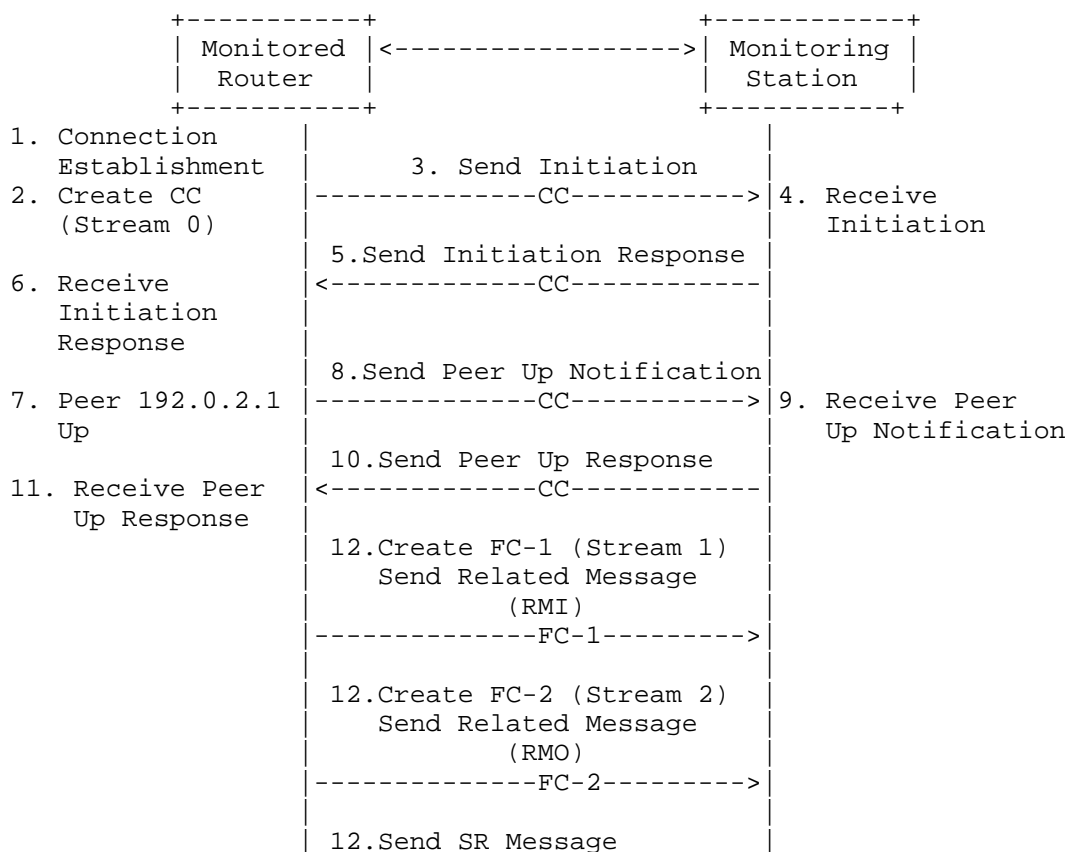 +-----------+                    +------------+
| Monitored |<------------------>| Monitoring |
|  Router   |                    |  Station   |
+-----------+                    +-----------+
1. Connection     |                            |
   Establishment  |      3. Send Initiation    |
2. Create CC      |--------------CC----------->|4. Receive
   (Stream 0)     |                            |   Initiation
                  | 5.Send Initiation Response |
6. Receive        |<-------------CC------------|
   Initiation     |                            |
   Response       |                            |
                  | 8.Send Peer Up Notification|
7. Peer 192.0.2.1 |--------------CC----------->|9. Receive Peer
   Up             |                            |   Up Notification
                  | 10.Send Peer Up Response   |
11. Receive Peer  |<-------------CC------------|
    Up Response   |                            |
                  | 12.Create FC-1 (Stream 1)  |
                  |    Send Related Message    |
                  |            (RMI)           |
                  |--------------FC-1--------->|
                  |                            |
                  | 12.Create FC-2 (Stream 2)  |
                  |    Send Related Message    |
                  |            (RMO)           |
                  |--------------FC-2--------->|
                  |                            |
                  | 12.Send SR Message         |